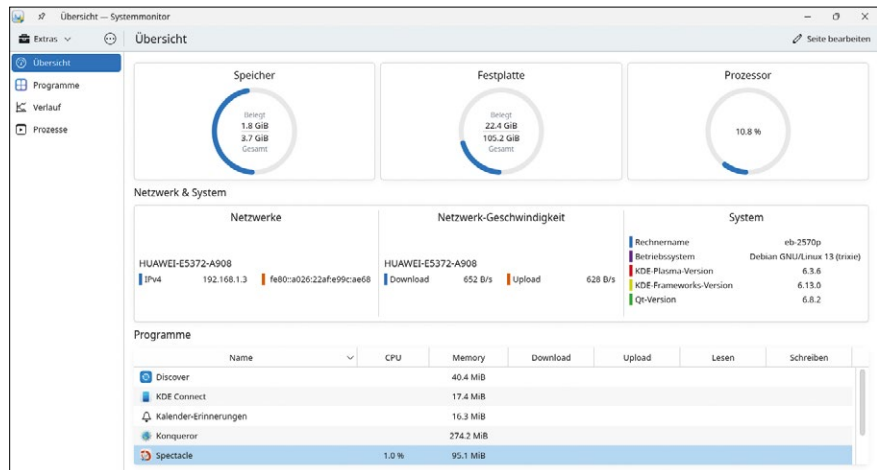 Übersicht — Systemmonitor
Extras Übersicht Seite bearbeiten
Übersicht
Programme
Verlauf
Prozesse
Speicher
Belegt
1.8 GiB
3.7 GiB
Gesamt
Festplatte
Belegt
22.4 GiB
105.2 GiB
Gesamt
Prozessor
10.8 %
Netzwerk & System
Netzwerke
HUAWEI-E5372-A908
IPv4 192.168.1.3 fe80::a026:22af:e99c:ae68
Netzwerk-Geschwindigkeit
HUAWEI-E5372-A908
Download 652 B/s Upload 628 B/s
System
Rechnername eb-2570p
Betriebssystem Debian GNU/Linux 13 (trixie)
KDE-Plasma-Version 6.3.6
KDE-Frameworks-Version 6.13.0
Qt-Version 6.8.2
Programme
Name CPU Memory Download Upload Lesen Schreiben
Discover 40.4 MiB
KDE Connect 17.4 MiB
Kalender-Erinnerungen 16.3 MiB
Konqueror 274.2 MiB
Spectacle 1.0 % 95.1 MiB